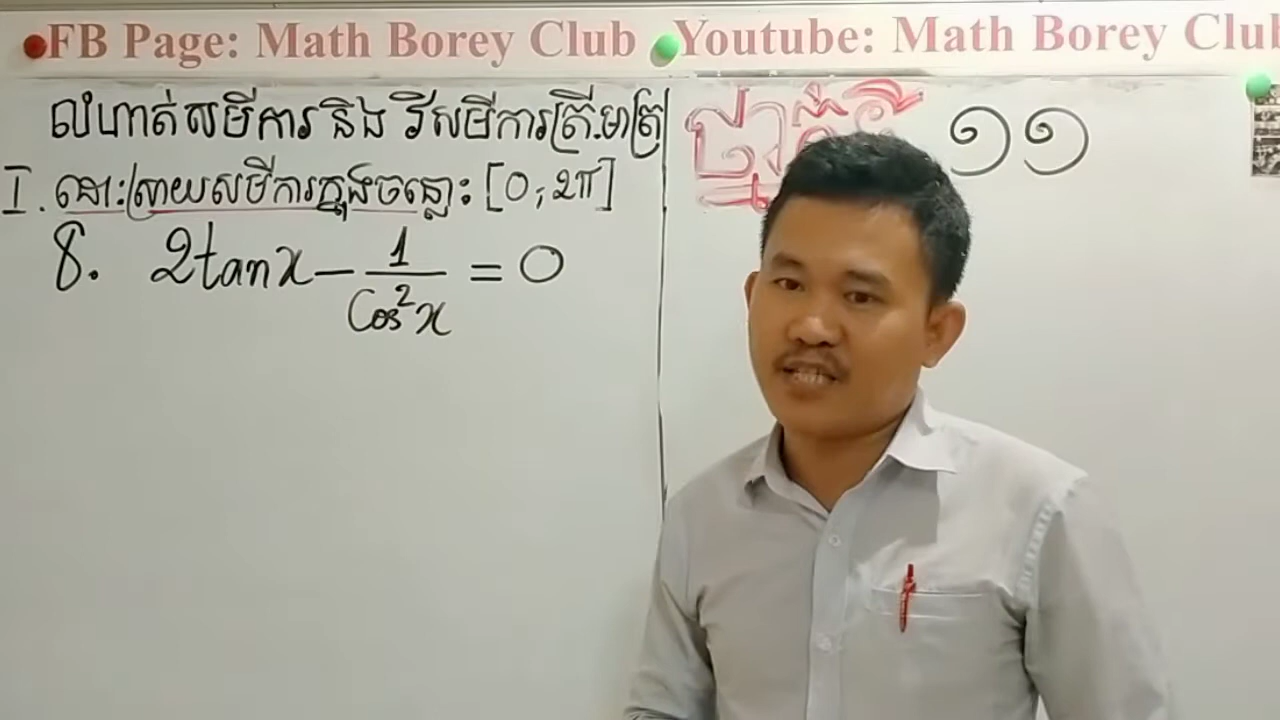 FB Page: Math Borey Club Youtube: Math Borey Club
លំហាត់សមីការ និង វិសមីការត្រីមាត្រ
I. ដោះស្រាយសមីការក្នុងចន្លោះ [0; 2π]
8. 2tanx - 1/cos²x = 0
១១